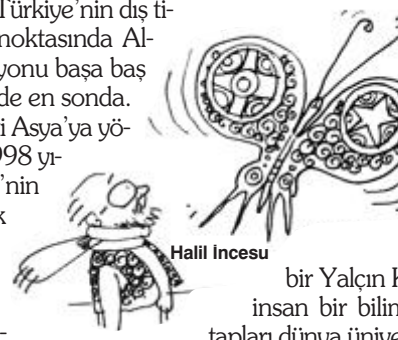 Türkiye'nin dış ti-
noktasında Al-
yonu başa baş
de en sonda.
i Asya'ya yö-
998 yı-
'nin
k
Halil İncesu
bir Yalçın K
insan bir bilin
tapları dünya ünive